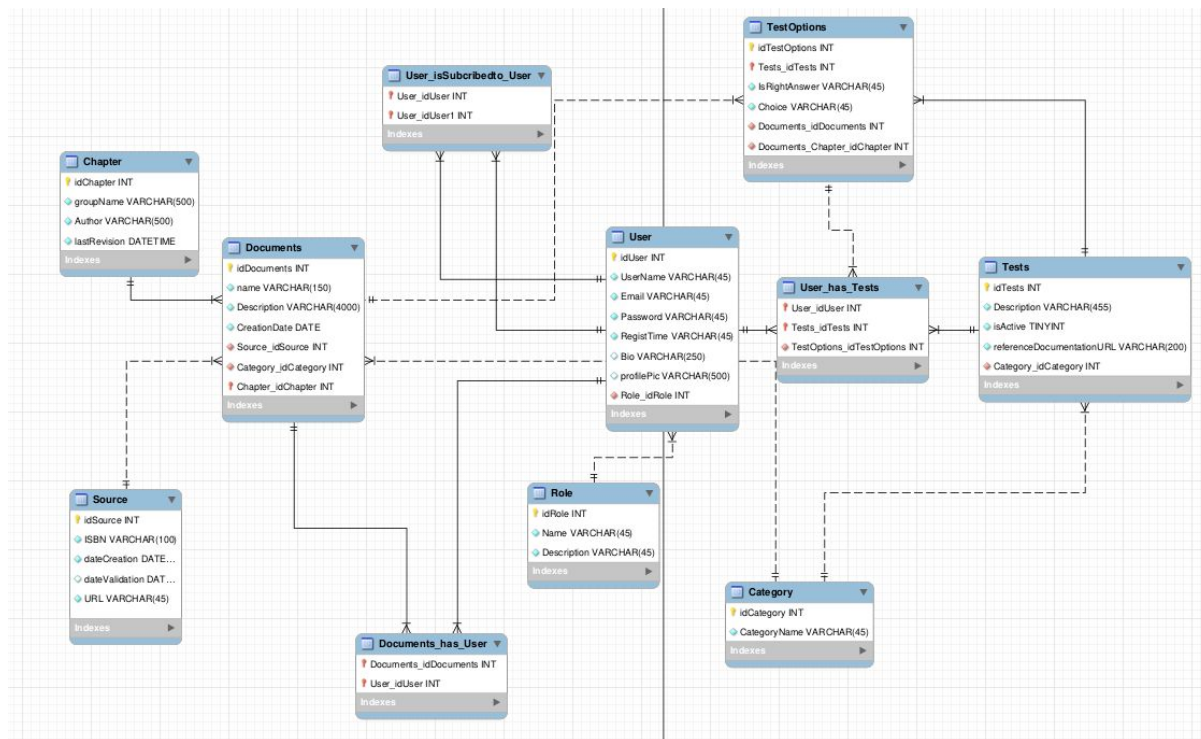 TestOptions
idTestOptions INT
Tests_idTests INT
IsRightAnswer VARCHAR(45)
Choice VARCHAR(45)
Documents_idDocuments INT
Documents_Chapter_idChapter INT
Indexes
User_isSubcribedto_User
User_idUser INT
User_idUser1 INT
Indexes
Chapter
idChapter INT
groupName VARCHAR(500)
Author VARCHAR(500)
lastRevision DATETIME
Indexes
Documents
idDocuments INT
name VARCHAR(150)
Description VARCHAR(4000)
CreationDate DATE
Source_idSource INT
Category_idCategory INT
Chapter_idChapter INT
Indexes
User
idUser INT
UserName VARCHAR(45)
Email VARCHAR(45)
Password VARCHAR(45)
RegistTime VARCHAR(45)
Bio VARCHAR(250)
profilePic VARCHAR(500)
Role_idRole INT
Indexes
User_has_Tests
User_idUser INT
Tests_idTests INT
TestOptions_idTestOptions INT
Indexes
Tests
idTests INT
Description VARCHAR(455)
isActive TINYINT
referenceDocumentationURL VARCHAR(200)
Category_idCategory INT
Indexes
Source
idSource INT
ISBN VARCHAR(100)
dateCreation DATE...
dateValidation DAT...
URL VARCHAR(45)
Indexes
Role
idRole INT
Name VARCHAR(45)
Description VARCHAR(45)
Indexes
Category
idCategory INT
CategoryName VARCHAR(45)
Indexes
Documents_has_User
Documents_idDocuments INT
User_idUser INT
Indexes